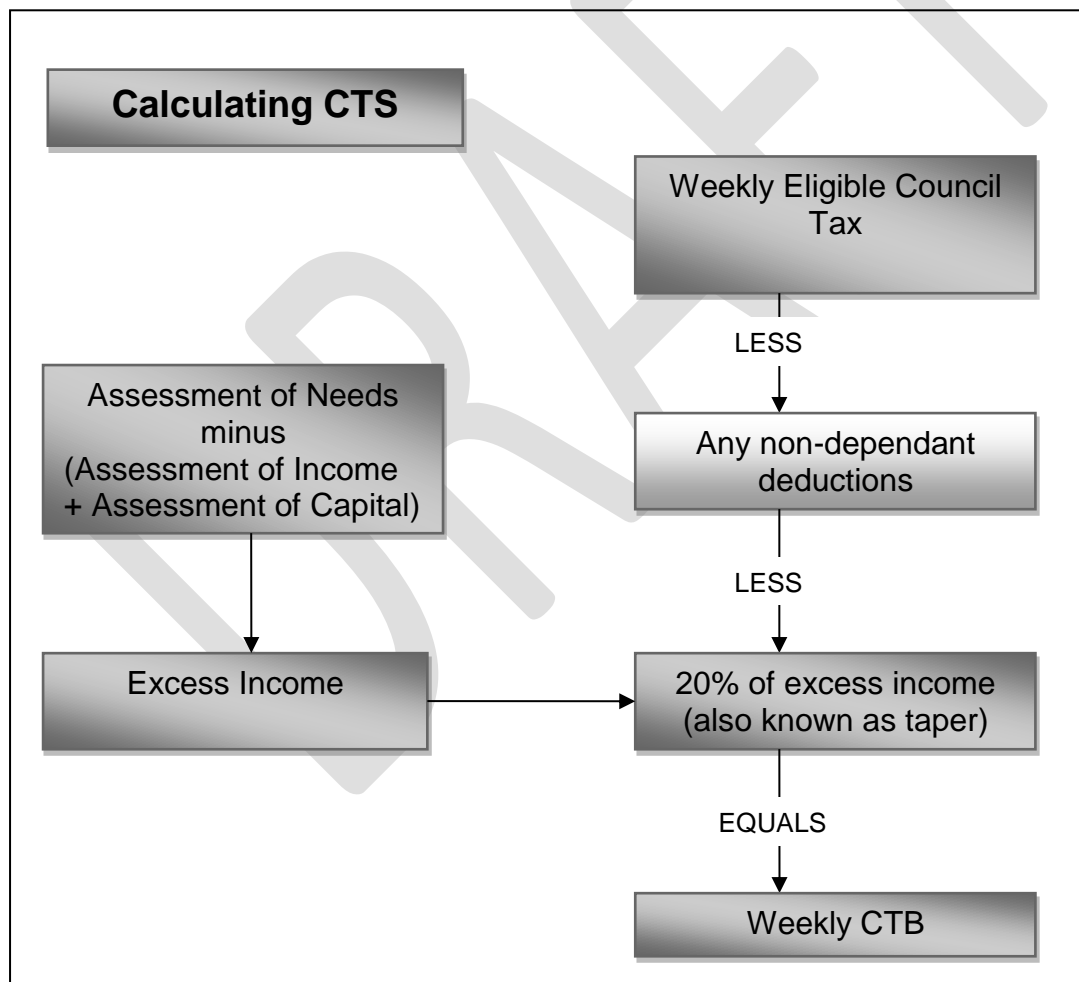 Calculating CTS
Weekly Eligible Council
Tax
LESS
Assessment of Needs
minus
(Assessment of Income
+ Assessment of Capital)
Any non-dependant
deductions
LESS
Excess Income
20% of excess income
(also known as taper)
EQUALS
Weekly CTB
DRAFT